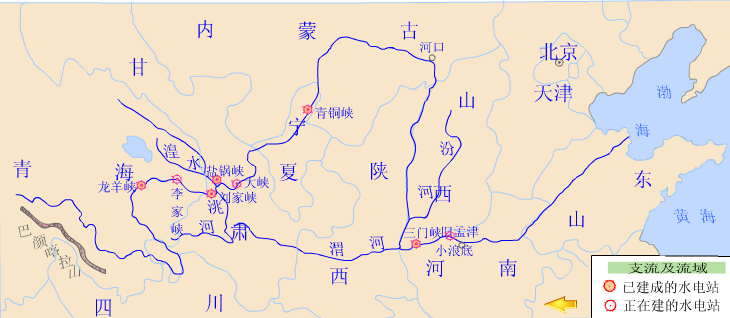 内 蒙 古
河口
甘
北京
天津
渤
海
山
青铜峡
宁
夏
陕
汾
河
西
湟 水
盐锅峡
大峡
刘家峡
龙羊峡
李
家
峡
青 海
洮
河
肃
巴颜喀拉山
四 川
渭 河
西
三门峡
旧孟津
小浪底
河 南
山
东
黄 海
支流及流域
已建成的水电站
正在建的水电站